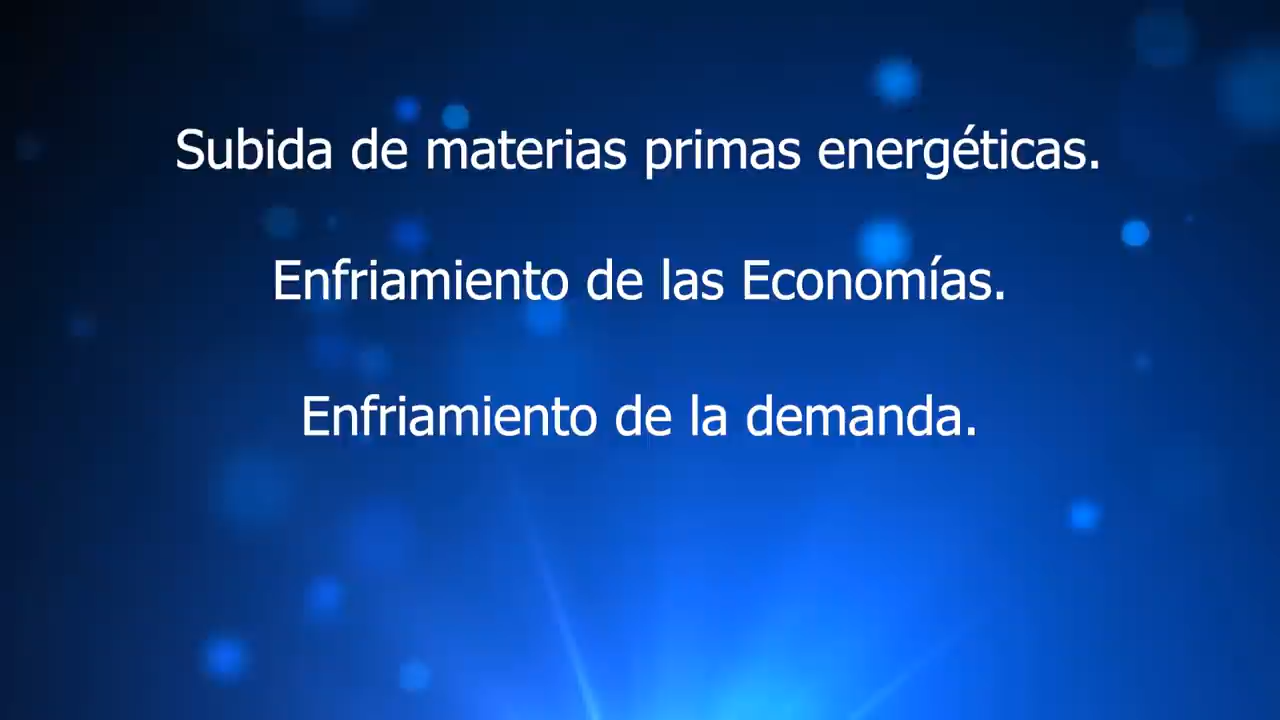 Subida de materias primas energéticas.
Enfriamiento de las Economías.
Enfriamiento de la demanda.